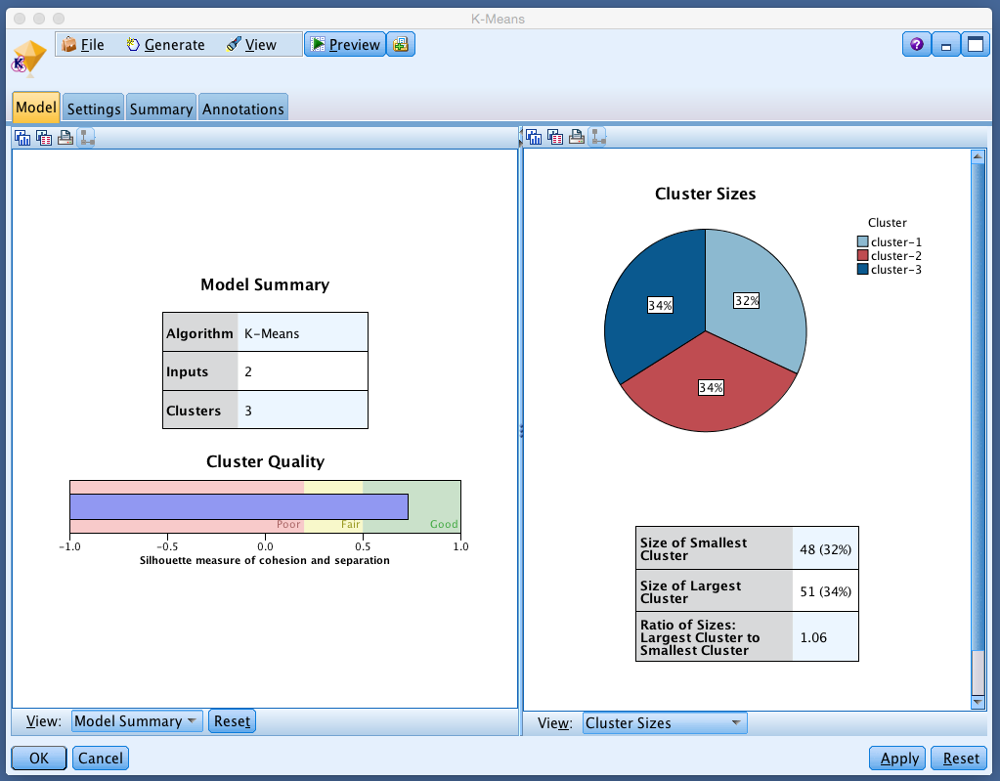 K-Means
File Generate View Preview
Model Settings Summary Annotations
Model Summary
Algorithm K-Means
Inputs 2
Clusters 3
Cluster Quality
Poor Fair Good
-1.0 -0.5 0.0 0.5 1.0
Silhouette measure of cohesion and separation
View: Model Summary Reset
Cluster Sizes
Cluster
cluster-1
cluster-2
cluster-3
34%
32%
34%
Size of Smallest
Cluster
48 (32%)
Size of Largest
Cluster
51 (34%)
Ratio of Sizes:
Largest Cluster to
Smallest Cluster
1.06
View: Cluster Sizes
OK Cancel Apply Reset